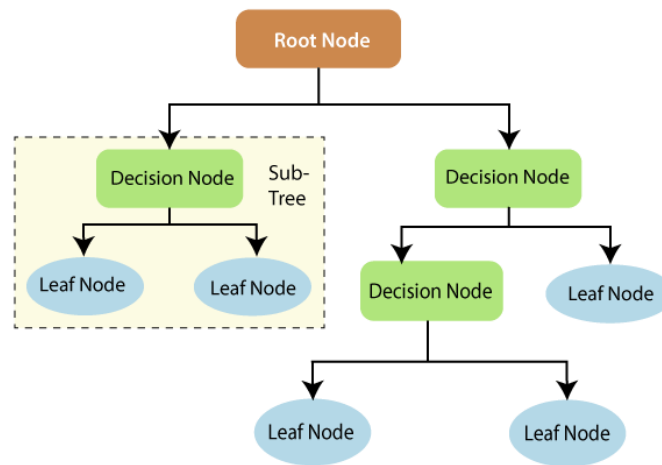 Root Node
Decision Node
Sub-
Tree
Decision Node
Leaf Node
Leaf Node
Decision Node
Leaf Node
Leaf Node
Leaf Node